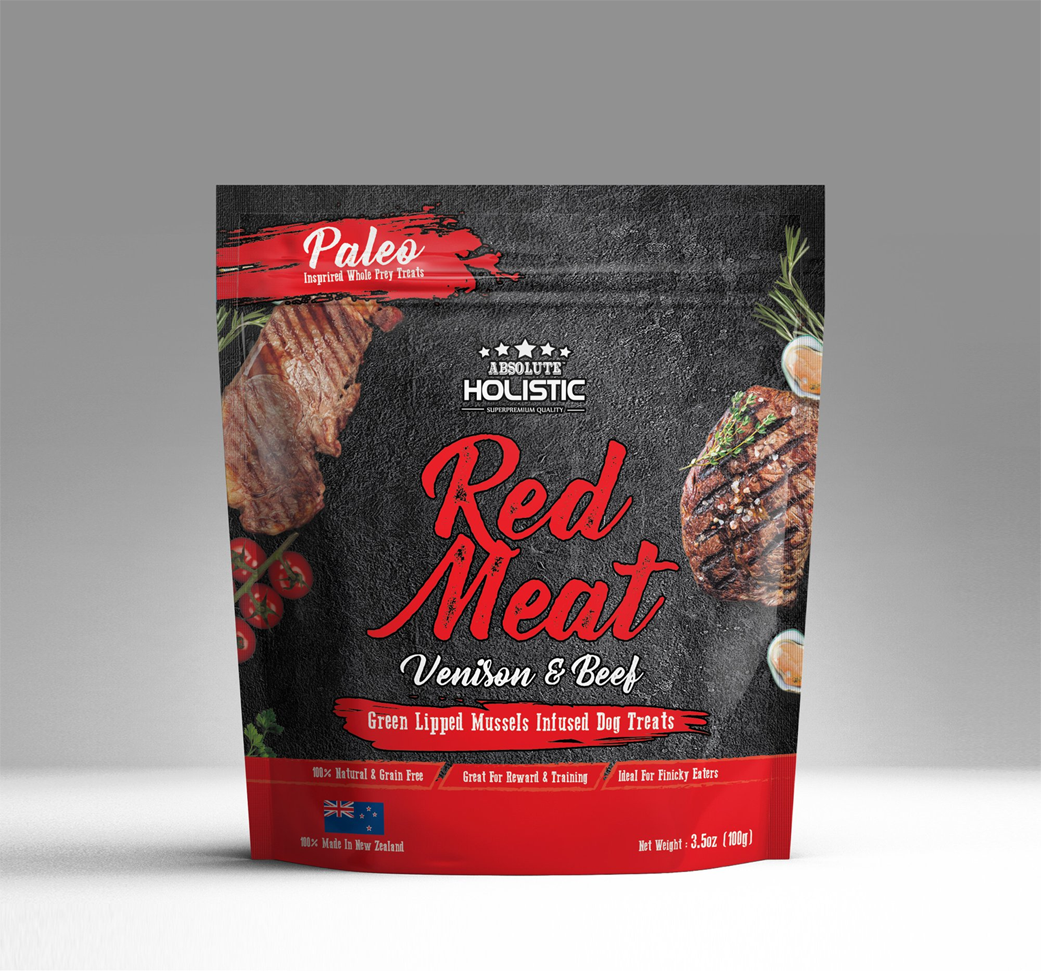 Paleo
Insprired Whole Prey Treats
ABSOLUTE
HOLISTIC
SUPERPREMIUM QUALITY
Red
Meat
Venison & Beef
Green Lipped Mussels Infused Dog Treats
100% Natural & Grain Free
Great For Reward & Training
Ideal For Finicky Eaters
100% Made In New Zealand
Net Weight : 3.5oz (100g)